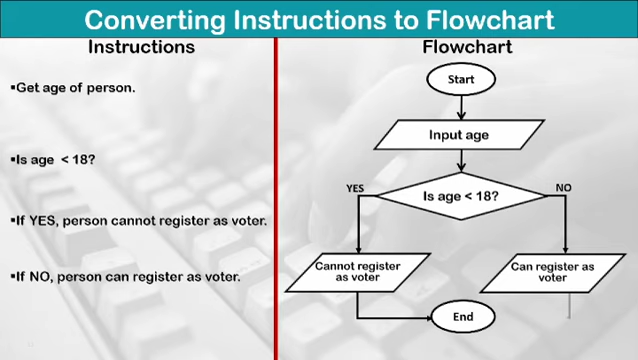 Converting Instructions to Flowchart
Instructions
▪Get age of person.
▪Is age < 18?
▪If YES, person cannot register as voter.
▪If NO, person can register as voter.
Flowchart
Start
Input age
YES
Is age < 18?
NO
Cannot register
as voter
Can register as
voter
End